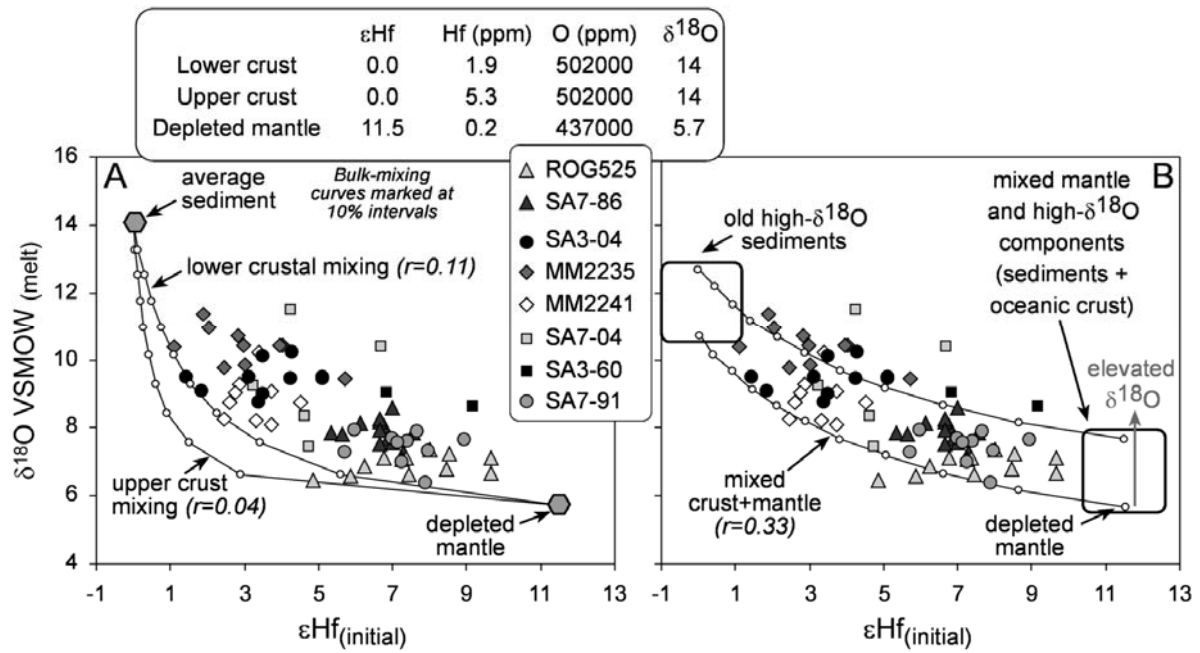 εHf Hf (ppm) O (ppm) δ18O
Lower crust 0.0 1.9 502000 14
Upper crust 0.0 5.3 502000 14
Depleted mantle 11.5 0.2 437000 5.7
A
average
sediment
Bulk-mixing
curves marked at
10% intervals
lower crustal mixing (r=0.11)
upper crust
mixing (r=0.04)
depleted
mantle
δ18O VSMOW (melt)
16
14
12
10
8
6
4
-1 1 3 5 7 9 11 13
εHf(initial)
ROG525
SA7-86
SA3-04
MM2235
MM2241
SA7-04
SA3-60
SA7-91
B
old high-δ18O
sediments
mixed mantle
and high-δ18O
components
(sediments +
oceanic crust)
elevated
δ18O
mixed
crust+mantle
(r=0.33)
depleted
mantle
-1 1 3 5 7 9 11 13
εHf(initial)